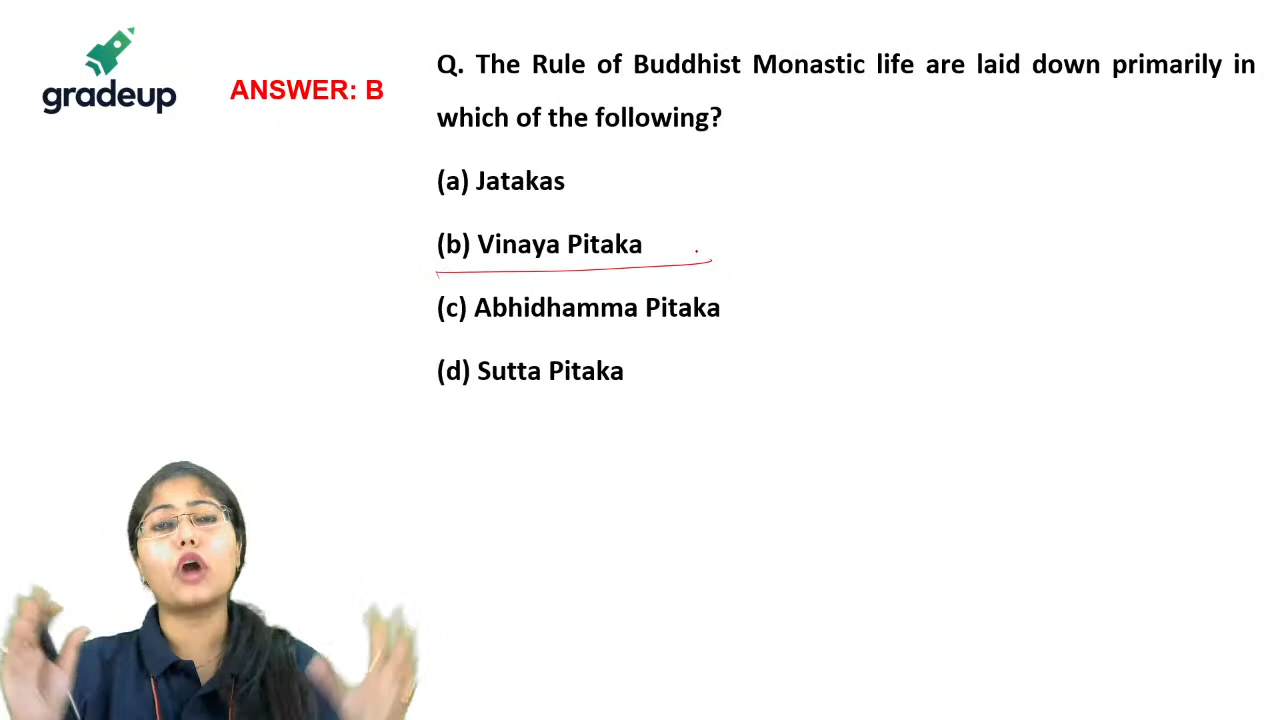 gradeup
ANSWER: B
Q. The Rule of Buddhist Monastic life are laid down primarily in
which of the following?
(a) Jatakas
(b) Vinaya Pitaka
(c) Abhidhamma Pitaka
(d) Sutta Pitaka